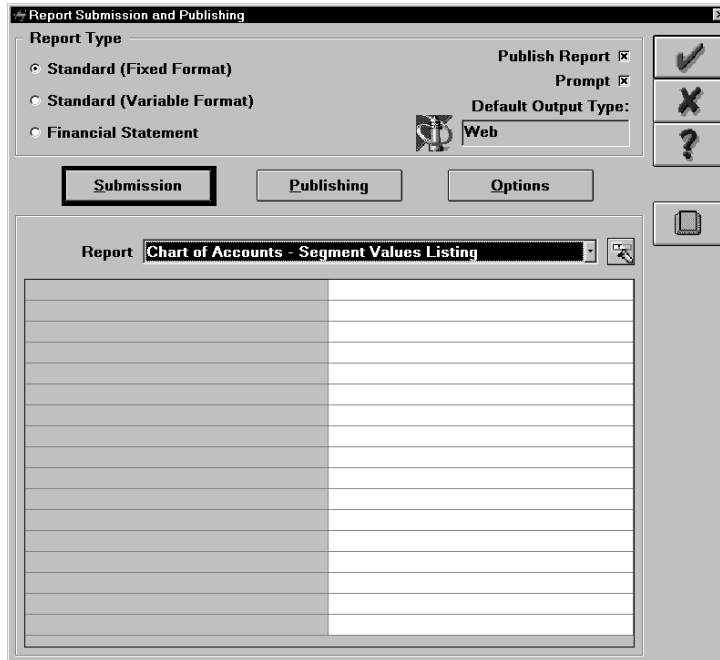 Report Submission and Publishing
Report Type
Standard (Fixed Format)
Standard (Variable Format)
Financial Statement
Publish Report
Prompt
Default Output Type:
Web
Submission
Publishing
Options
Report
Chart of Accounts - Segment Values Listing